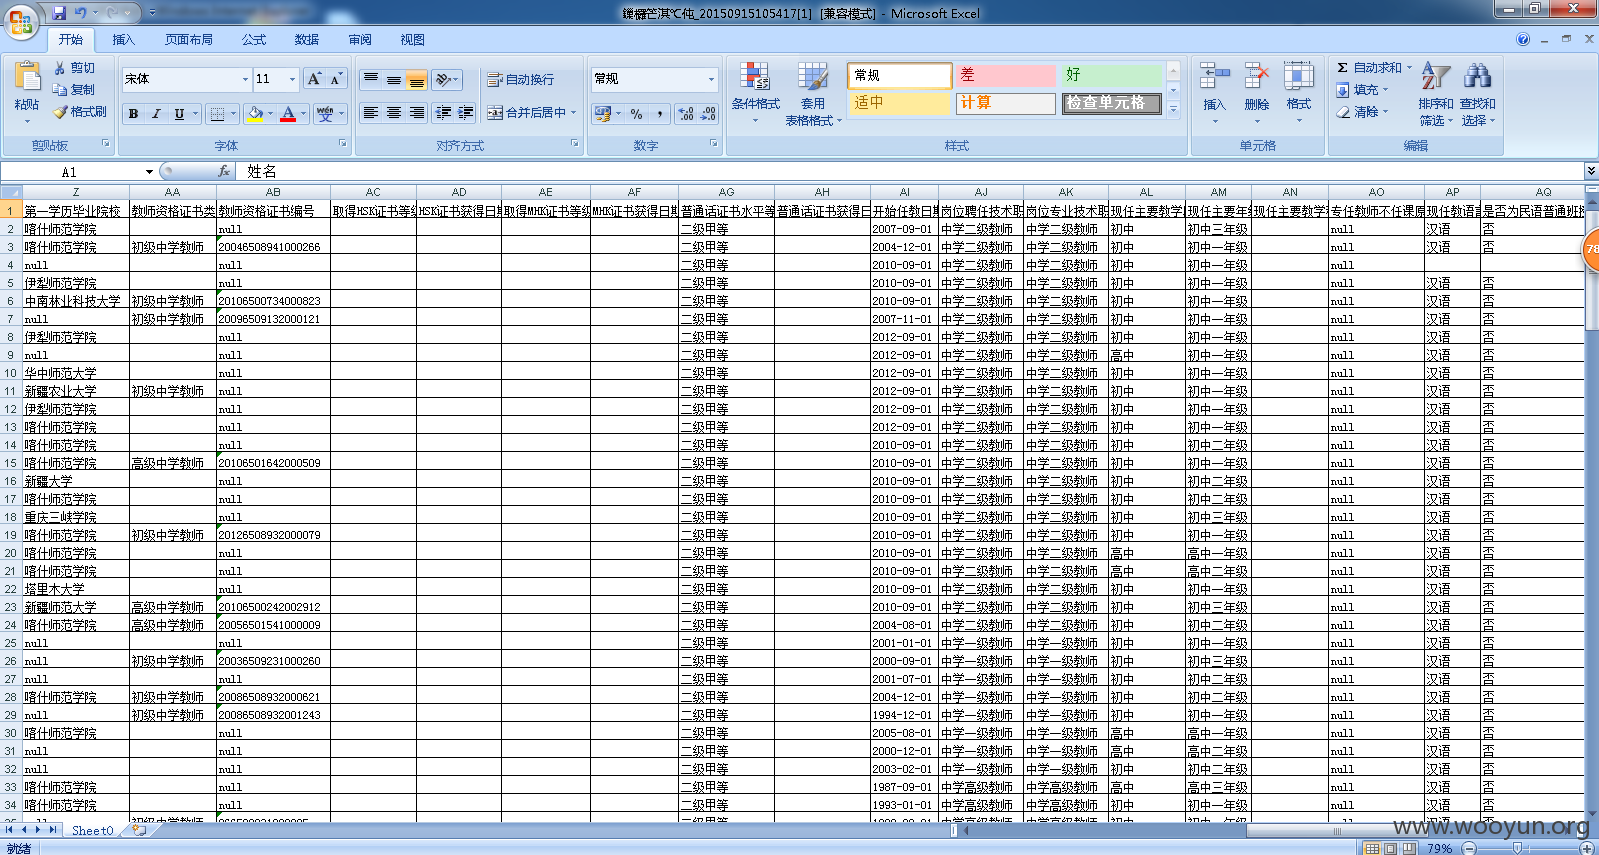 [兼容模式] - Microsoft Excel
开始 插入 页面布局 公式 数据 审阅 视图
粘贴 剪切 复制 格式刷 剪贴板
宋体 11 字体
自动换行 合并后居中 对齐方式
常规 数字
条件格式 套用表格格式 常规 差 好 适中 计算 检查单元格 样式
插入 删除 格式 单元格
Σ 自动求和 填充 清除 排序和筛选 查找和选择 编辑
A1 fx 姓名
Z AA AB AC AD AE AF AG AH AI AJ AK AL AM AN AO AP AQ
1 第一学历毕业院校 教师资格证书类 教师资格证书编号 取得HSK证书等级 HSK证书获得日期 取得MHK证书等级 MHK证书获得日期 普通话证书水平等 普通话证书获得日 开始任教日期 岗位聘任技术职 岗位专业技术职 现任主要教学 现任主要年级 现任主要教学 专任教师不任课原 现任教语言 是否为民语普通班
2 喀什师范学院 null 二级甲等 2007-09-01 中学二级教师 中学二级教师 初中 初中三年级 null 汉语 否
3 喀什师范学院 初级中学教师 20046508941000266 二级甲等 2004-12-01 中学二级教师 中学二级教师 初中 初中一年级 null 汉语 否
4 null null 二级甲等 2010-09-01 中学二级教师 中学二级教师 初中 初中一年级 null
5 伊犁师范学院 null 二级甲等 2010-09-01 中学二级教师 中学二级教师 初中 初中一年级 null 汉语 否
6 中南林业科技大学 初级中学教师 20106500734000823 二级甲等 2010-09-01 中学二级教师 中学二级教师 初中 初中一年级 null 汉语 否
7 null 初级中学教师 20096509132000121 二级甲等 2007-11-01 中学二级教师 中学二级教师 初中 初中一年级 null 汉语 否
8 伊犁师范学院 null 二级甲等 2012-09-01 中学二级教师 中学二级教师 初中 初中一年级 null 汉语 否
9 null null 二级甲等 2012-09-01 中学二级教师 中学二级教师 高中 初中一年级 null 汉语 否
10 华中师范大学 null 二级甲等 2012-09-01 中学二级教师 中学二级教师 初中 初中一年级 null 汉语 否
11 新疆农业大学 初级中学教师 null 二级甲等 2012-09-01 中学二级教师 中学二级教师 初中 初中一年级 null 汉语 否
12 伊犁师范学院 null 二级甲等 2012-09-01 中学二级教师 中学二级教师 初中 初中一年级 null 汉语 否
13 喀什师范学院 null 二级甲等 2012-09-01 中学二级教师 中学二级教师 初中 初中一年级 null 汉语 否
14 喀什师范学院 null 二级甲等 2010-09-01 中学二级教师 中学二级教师 初中 初中二年级 null 汉语 否
15 喀什师范学院 高级中学教师 20106501642000509 二级甲等 2010-09-01 中学二级教师 中学二级教师 初中 初中一年级 null 汉语 否
16 新疆大学 null 二级甲等 2010-09-01 中学二级教师 中学二级教师 初中 初中二年级 null 汉语 否
17 喀什师范学院 null 二级甲等 2010-09-01 中学二级教师 中学二级教师 初中 初中二年级 null 汉语 否
18 重庆三峡学院 null 二级甲等 2010-09-01 中学二级教师 中学二级教师 初中 初中三年级 null 汉语 否
19 喀什师范学院 初级中学教师 20126508932000079 二级甲等 2010-09-01 中学二级教师 中学二级教师 初中 初中一年级 null 汉语 否
20 喀什师范学院 null 二级甲等 2010-09-01 中学二级教师 中学二级教师 高中 高中一年级 null 汉语 否
21 喀什师范学院 null 二级甲等 2010-09-01 中学二级教师 中学二级教师 高中 高中二年级 null 汉语 否
22 塔里木大学 null 二级甲等 2010-09-01 中学二级教师 中学二级教师 初中 初中一年级 null 汉语 否
23 新疆师范大学 高级中学教师 20106500242002912 二级甲等 2010-09-01 中学二级教师 中学二级教师 初中 初中三年级 null 汉语 否
24 喀什师范学院 高级中学教师 20056501541000009 二级甲等 2004-08-01 中学二级教师 中学二级教师 初中 初中二年级 null 汉语 否
25 null null 二级甲等 2001-01-01 中学一级教师 中学一级教师 初中 初中一年级 null 汉语 否
26 null 初级中学教师 20036509231000260 二级甲等 2000-09-01 中学一级教师 中学一级教师 初中 初中三年级 null 汉语 否
27 null null 二级甲等 2001-07-01 中学一级教师 中学一级教师 初中 初中二年级 null 汉语 否
28 喀什师范学院 初级中学教师 20086508932000621 二级甲等 2004-12-01 中学一级教师 中学一级教师 初中 初中二年级 null 汉语 否
29 null 初级中学教师 20086508932001243 二级甲等 1994-12-01 中学一级教师 中学一级教师 初中 初中一年级 null 汉语 否
30 喀什师范学院 null 二级甲等 2005-08-01 中学一级教师 中学一级教师 高中 高中一年级 null 汉语 否
31 null null 二级甲等 2000-12-01 中学一级教师 中学一级教师 高中 高中二年级 null 汉语 否
32 null null 二级甲等 2003-02-01 中学一级教师 中学一级教师 初中 初中二年级 null 汉语 否
33 喀什师范学院 null 二级甲等 1987-09-01 中学高级教师 中学高级教师 高中 高中三年级 null 汉语 否
34 喀什师范学院 null 二级甲等 1993-01-01 中学高级教师 中学高级教师 初中 初中一年级 null 汉语 否
Sheet0
www.wooyun.org
就绪 79%